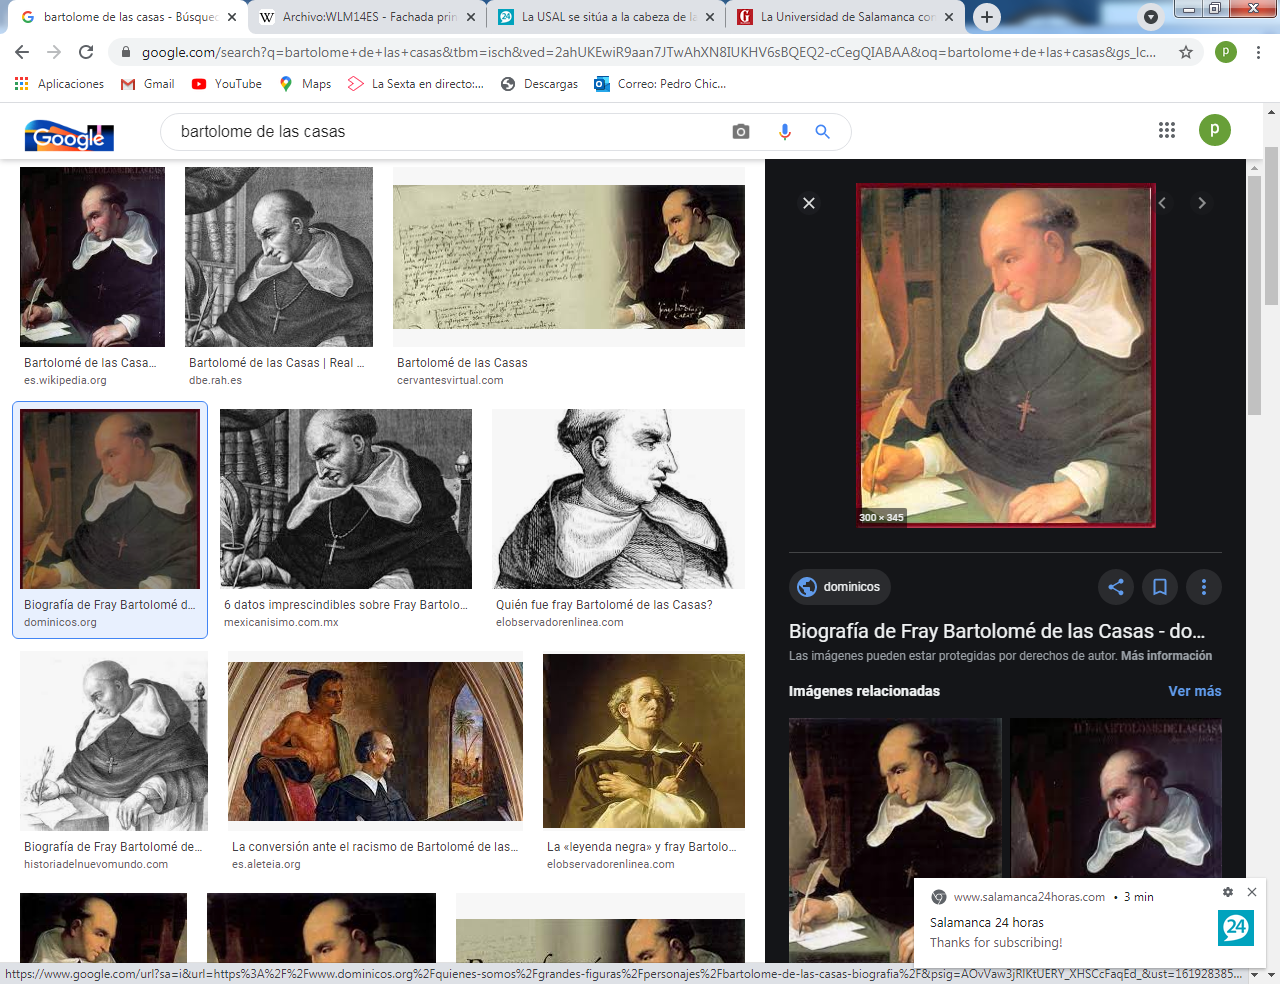 bartolome de las casas - Búsque
Archivo:WLM14ES - Fachada prin
La USAL se sitúa a la cabeza de la
La Universidad de Salamanca con
google.com/search?q=bartolome+de+las+casas&tbm=isch&ved=2ahUKEwiR9aan7JTwAhXN8IUKHV6sBQEQ2-cCegQIABAA&oq=bartolome+de+las+casas&gs_lc...
Aplicaciones
Gmail
YouTube
Maps
La Sexta en directo:...
Descargas
Correo: Pedro Chic...
Google
bartolome de las casas
p
Bartolomé de las Casa...
es.wikipedia.org
Bartolomé de las Casas | Real ...
dbe.rah.es
Bartolomé de las Casas
cervantesvirtual.com
Biografía de Fray Bartolomé d...
dominicos.org
6 datos imprescindibles sobre Fray Bartolo...
mexicanisimo.com.mx
Quién fue fray Bartolomé de las Casas?
elobservadorenlinea.com
Biografía de Fray Bartolomé de...
historiadelnuevomundo.com
La conversión ante el racismo de Bartolomé de las...
es.aleteia.org
La «leyenda negra» y fray Bartolo...
elobservadorenlinea.com
300 × 345
dominicos
Biografía de Fray Bartolomé de las Casas - do...
Las imágenes pueden estar protegidas por derechos de autor. Más información
Imágenes relacionadas
Ver más
www.salamanca24horas.com • 3 min
Salamanca 24 horas
Thanks for subscribing!
24
https://www.google.com/url?sa=i&url=https%3A%2F%2Fwww.dominicos.org%2Fquienes-somos%2Fgrandes-figuras%2Fpersonajes%2Fbartolome-de-las-casas-biografia%2F&psig=AOvVaw3jRlKtUERY_XHSCcFaqEd_&ust=161928385...